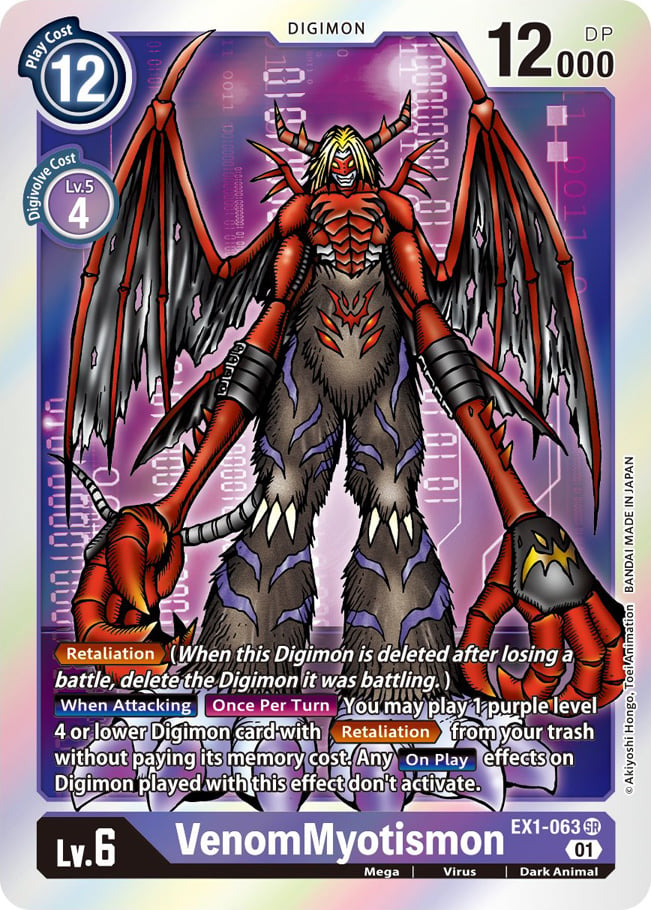 DIGIMON
Play Cost
12
12000
DP
Digivolve Cost
Lv.5
4
Retaliation (When this Digimon is deleted after losing a
battle, delete the Digimon it was battling.)
When Attacking Once Per Turn You may play 1 purple level
4 or lower Digimon card with Retaliation from your trash
without paying its memory cost. Any On Play effects on
Digimon played with this effect don't activate.
© Akiyoshi Hongo, Toei Animation BANDAI MADE IN JAPAN
Lv.6
VenomMyotismon
EX1-063 SR
01
Mega | Virus | Dark Animal